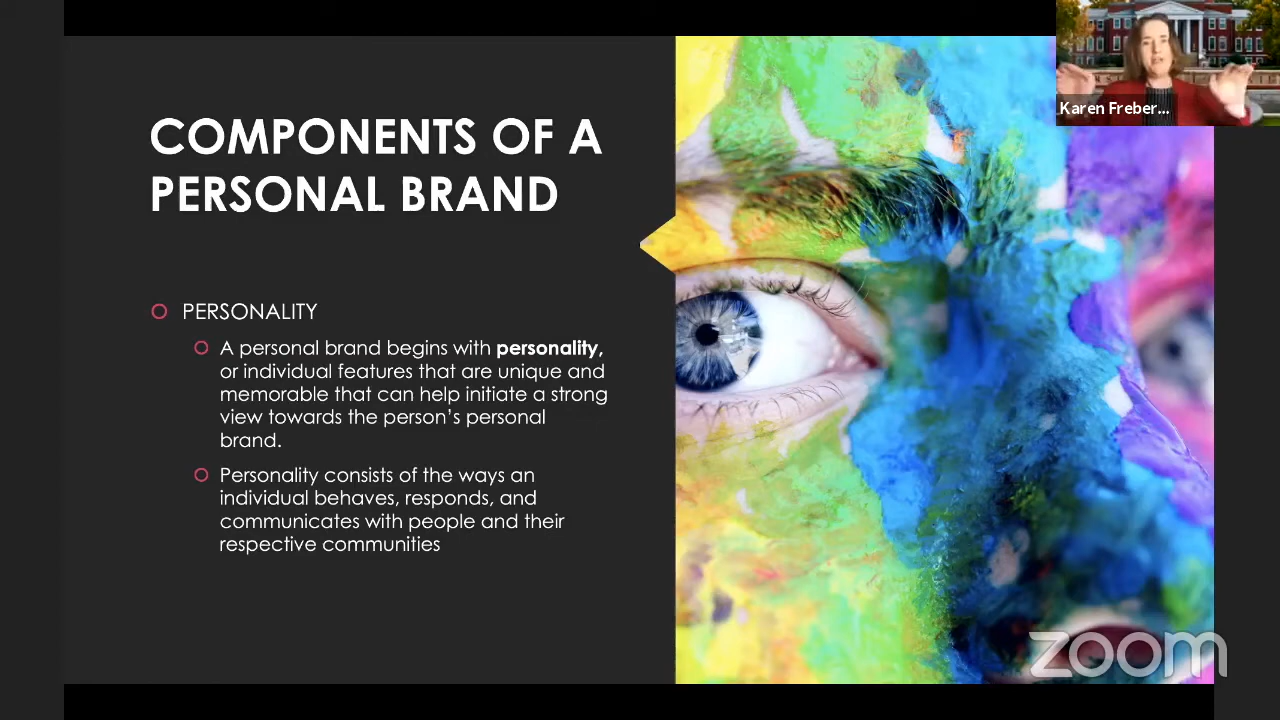 Karen Freber...
COMPONENTS OF A
PERSONAL BRAND
PERSONALITY
A personal brand begins with personality,
or individual features that are unique and
memorable that can help initiate a strong
view towards the person's personal
brand.
Personality consists of the ways an
individual behaves, responds, and
communicates with people and their
respective communities
zoom